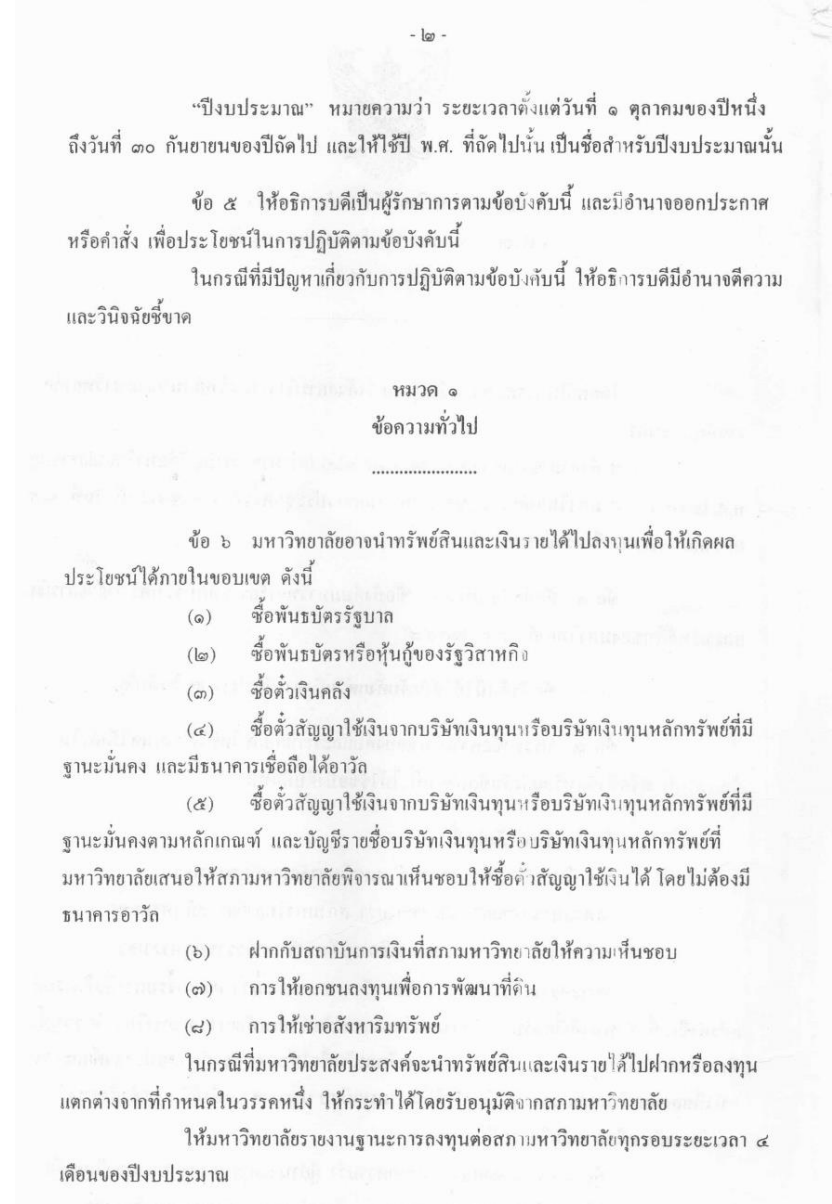 - ๒ -
“ปีงบประมาณ” หมายความว่า ระยะเวลาตั้งแต่วันที่ ๑ ตุลาคมของปีหนึ่ง
ถึงวันที่ ๓๐ กันยายนของปีถัดไป และให้ใช้ปี พ.ศ. ที่ถัดไปนั้น เป็นชื่อสำหรับปีงบประมาณนั้น
ข้อ ๕ ให้อธิการบดีเป็นผู้รักษาการตามข้อบังคับนี้ และมีอำนาจออกประกาศ
หรือคำสั่ง เพื่อประโยชน์ในการปฏิบัติตามข้อบังคับนี้
ในกรณีที่มีปัญหาเกี่ยวกับการปฏิบัติตามข้อบังคับนี้ ให้อธิการบดีมีอำนาจตีความ
และวินิจฉัยชี้ขาด
หมวด ๑
ข้อความทั่วไป
........................
ข้อ ๖ มหาวิทยาลัยอาจนำทรัพย์สินและเงินรายได้ไปลงทุนเพื่อให้เกิดผล
ประโยชน์ได้ภายในขอบเขต ดังนี้
(๑) ซื้อพันธบัตรรัฐบาล
(๒) ซื้อพันธบัตรหรือหุ้นกู้ของรัฐวิสาหกิจ
(๓) ซื้อตั๋วเงินคลัง
(๔) ซื้อตั๋วสัญญาใช้เงินจากบริษัทเงินทุนหรือบริษัทเงินทุนหลักทรัพย์ที่มี
ฐานะมั่นคง และมีธนาคารเชื่อถือได้อาวัล
(๕) ซื้อตั๋วสัญญาใช้เงินจากบริษัทเงินทุนหรือบริษัทเงินทุนหลักทรัพย์ที่มี
ฐานะมั่นคงตามหลักเกณฑ์ และบัญชีรายชื่อบริษัทเงินทุนหรือบริษัทเงินทุนหลักทรัพย์ที่
มหาวิทยาลัยเสนอให้สภามหาวิทยาลัยพิจารณาเห็นชอบให้ซื้อตั๋วสัญญาใช้เงินได้ โดยไม่ต้องมี
ธนาคารอาวัล
(๖) ฝากกับสถาบันการเงินที่สภามหาวิทยาลัยให้ความเห็นชอบ
(๗) การให้เอกชนลงทุนเพื่อการพัฒนาที่ดิน
(๘) การให้เช่าอสังหาริมทรัพย์
ในกรณีที่มหาวิทยาลัยประสงค์จะนำทรัพย์สินและเงินรายได้ไปฝากหรือลงทุน
แตกต่างจากที่กำหนดในวรรคหนึ่ง ให้กระทำได้โดยรับอนุมัติจากสภามหาวิทยาลัย
ให้มหาวิทยาลัยรายงานฐานะการลงทุนต่อสภามหาวิทยาลัยทุกรอบระยะเวลา ๔
เดือนของปีงบประมาณ